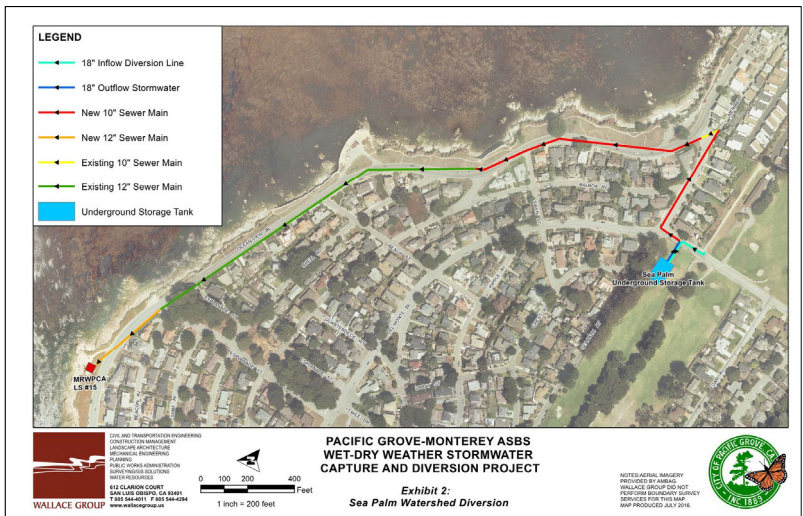 LEGEND
18" Inflow Diversion Line
18" Outflow Stormwater
New 10" Sewer Main
New 12" Sewer Main
Existing 10" Sewer Main
Existing 12" Sewer Main
Underground Storage Tank
OCEAN VIEW BL
BALBOA AV
Sea Palm
Underground Storage Tank
MRWPCA
LS #15
CIVIL AND TRANSPORTATION ENGINEERING
CONSTRUCTION MANAGEMENT
LANDSCAPE ARCHITECTURE
MECHANICAL ENGINEERING
PLANNING
PUBLIC WORKS ADMINISTRATION
SURVEYING/GIS SOLUTIONS
WATER RESOURCES
612 CLARION COURT
SAN LUIS OBISPO, CA 93401
T 805 544-4011 F 805 544-4294
www.wallacegroup.us
WALLACE GROUP
0 100 200 400
Feet
1 inch = 200 feet
PACIFIC GROVE-MONTEREY ASBS
WET-DRY WEATHER STORMWATER
CAPTURE AND DIVERSION PROJECT
Exhibit 2:
Sea Palm Watershed Diversion
NOTES:AERIAL IMAGERY
PROVIDED BY AMBAG.
WALLACE GROUP DID NOT
PERFORM BOUNDARY SURVEY
SERVICES FOR THIS MAP.
MAP PRODUCED JULY 2016.
CITY OF PACIFIC GROVE, CA
INC 1889